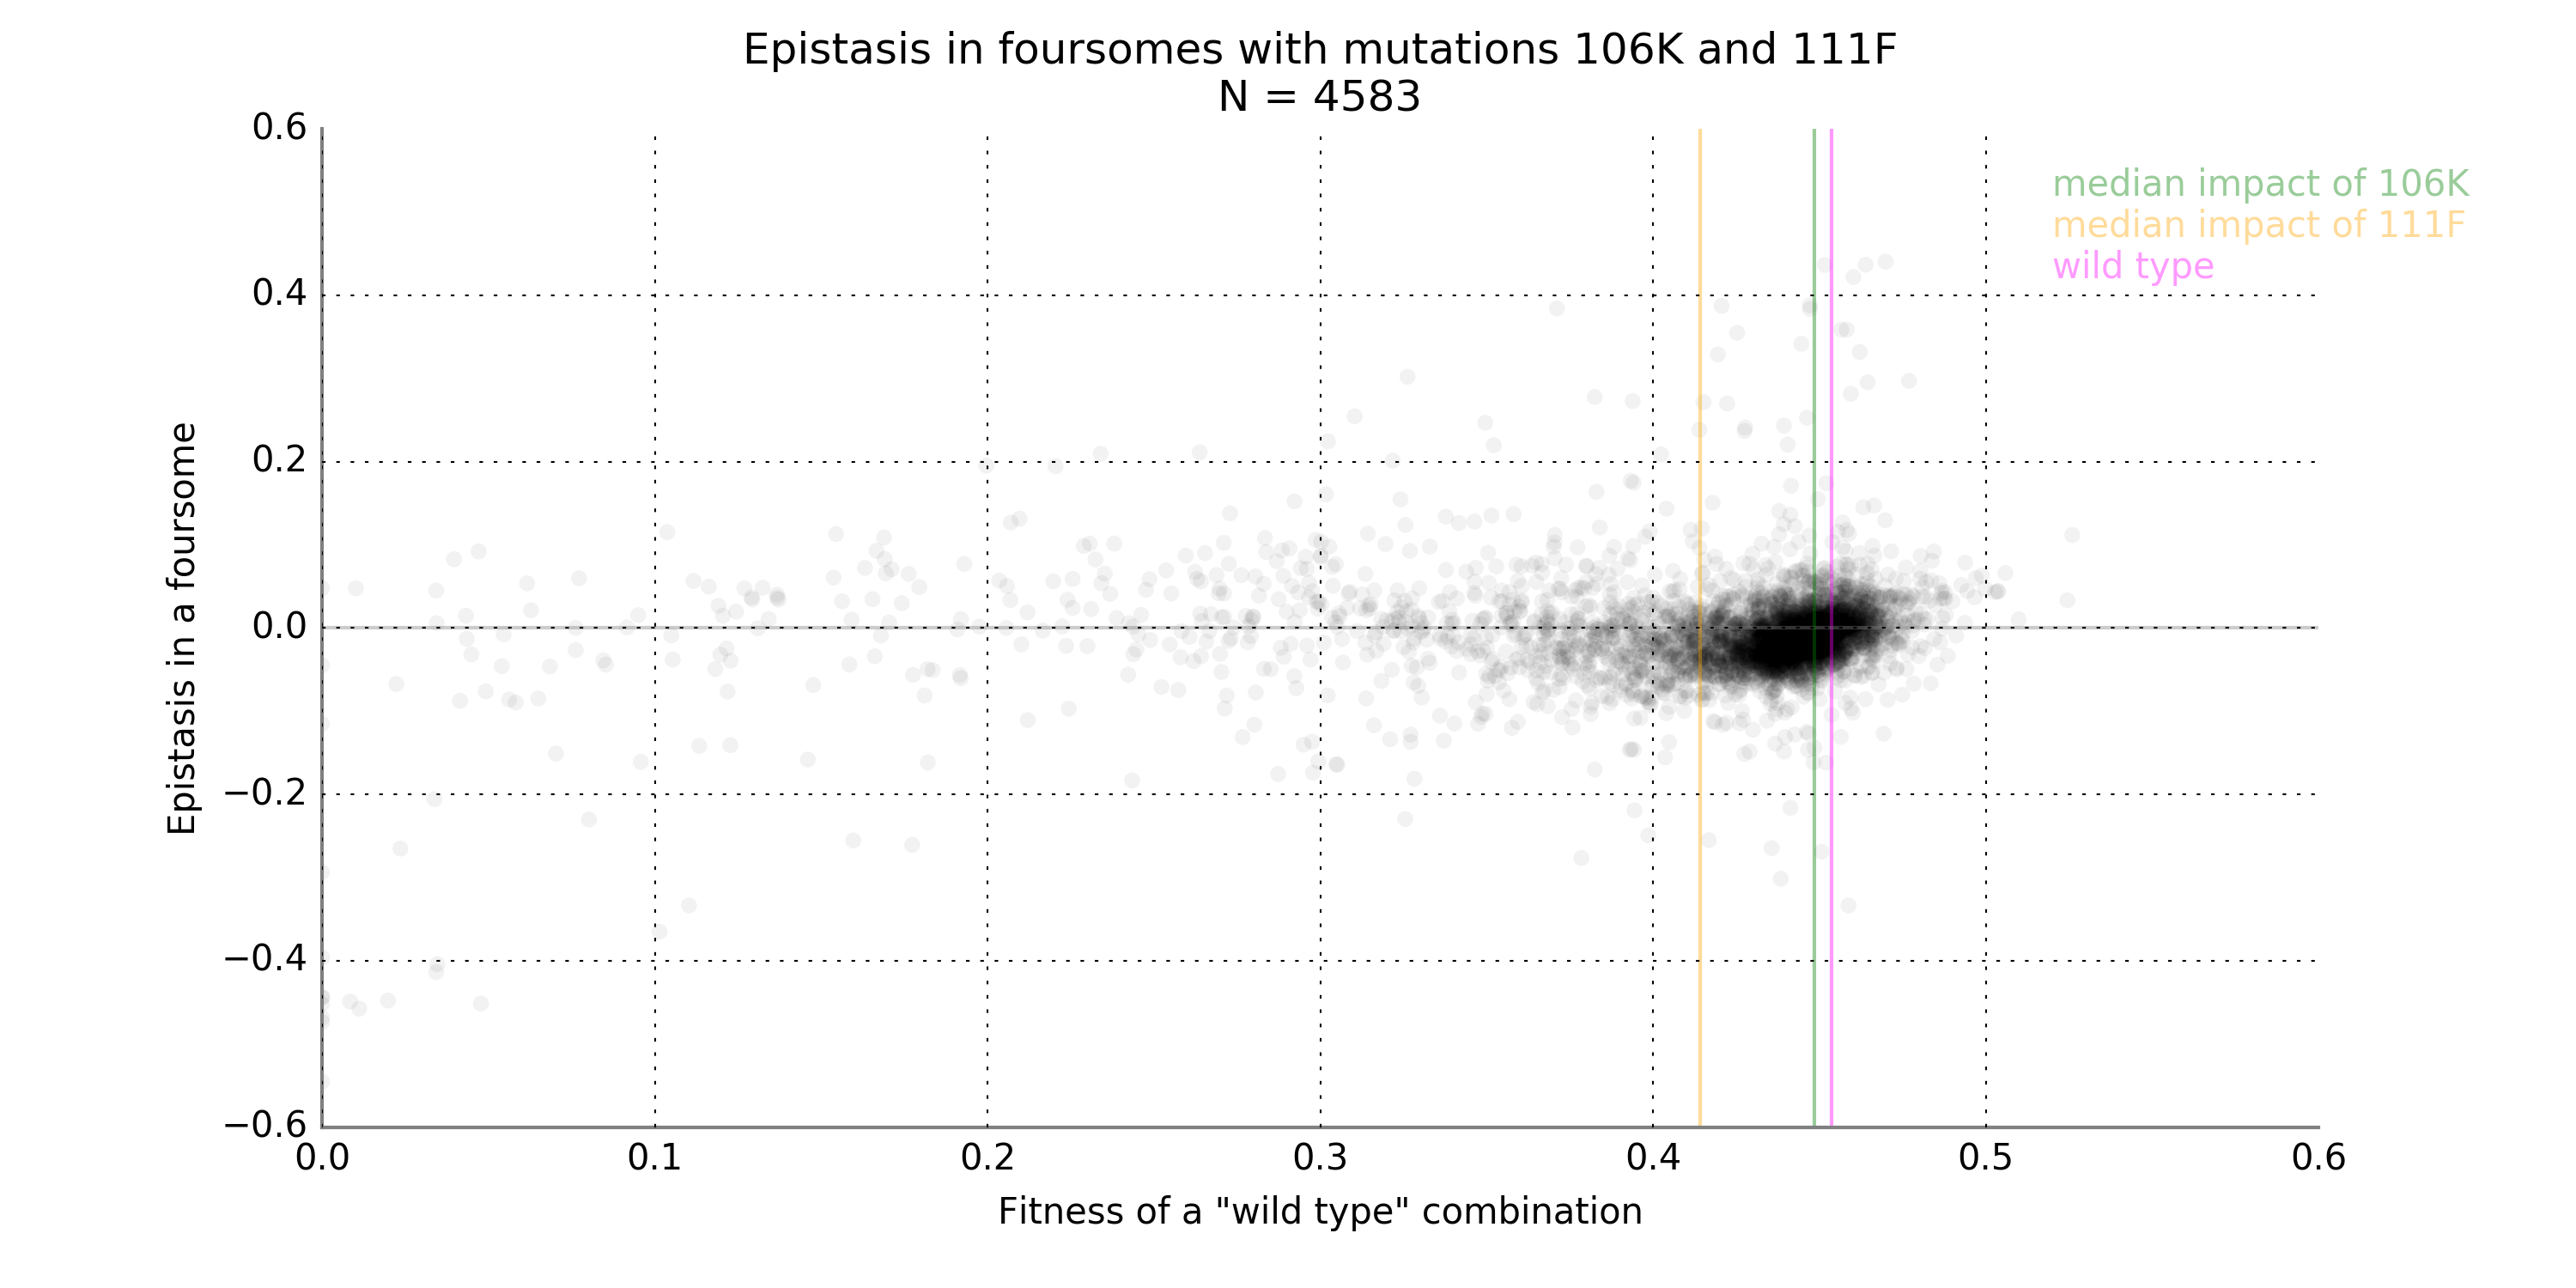 Epistasis in foursomes with mutations 106K and 111F
N = 4583
0.6
0.4
0.2
0.0
−0.2
−0.4
−0.6
Epistasis in a foursome
median impact of 106K
median impact of 111F
wild type
0.0 0.1 0.2 0.3 0.4 0.5 0.6
Fitness of a "wild type" combination